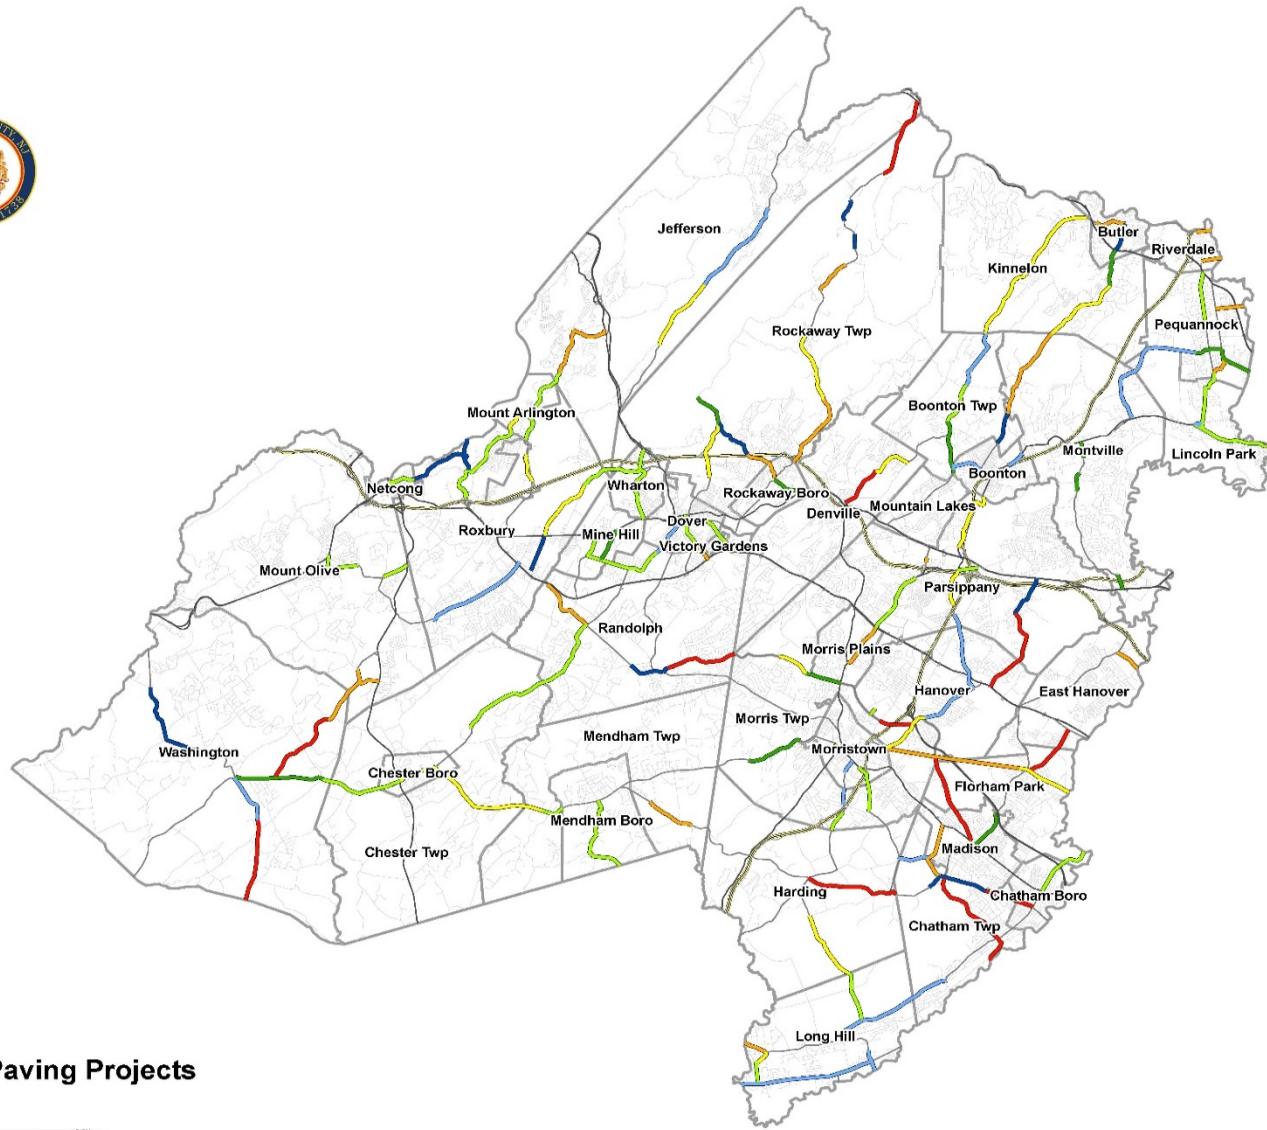 TY, NJ
1738
Jefferson
Butler
Riverdale
Kinnelon
Rockaway Twp
Pequannock
Boonton Twp
Mount Arlington
Montville
Lincoln Park
Boonton
Netcong
Wharton
Rockaway Boro
Mountain Lakes
Denville
Roxbury
Dover
Mine Hill
Victory Gardens
Mount Olive
Parsippany
Randolph
Morris Plains
Hanover
East Hanover
Morris Twp
Mendham Twp
Washington
Morristown
Chester Boro
Florham Park
Mendham Boro
Madison
Chester Twp
Harding
Chatham Boro
Chatham Twp
Long Hill
Paving Projects